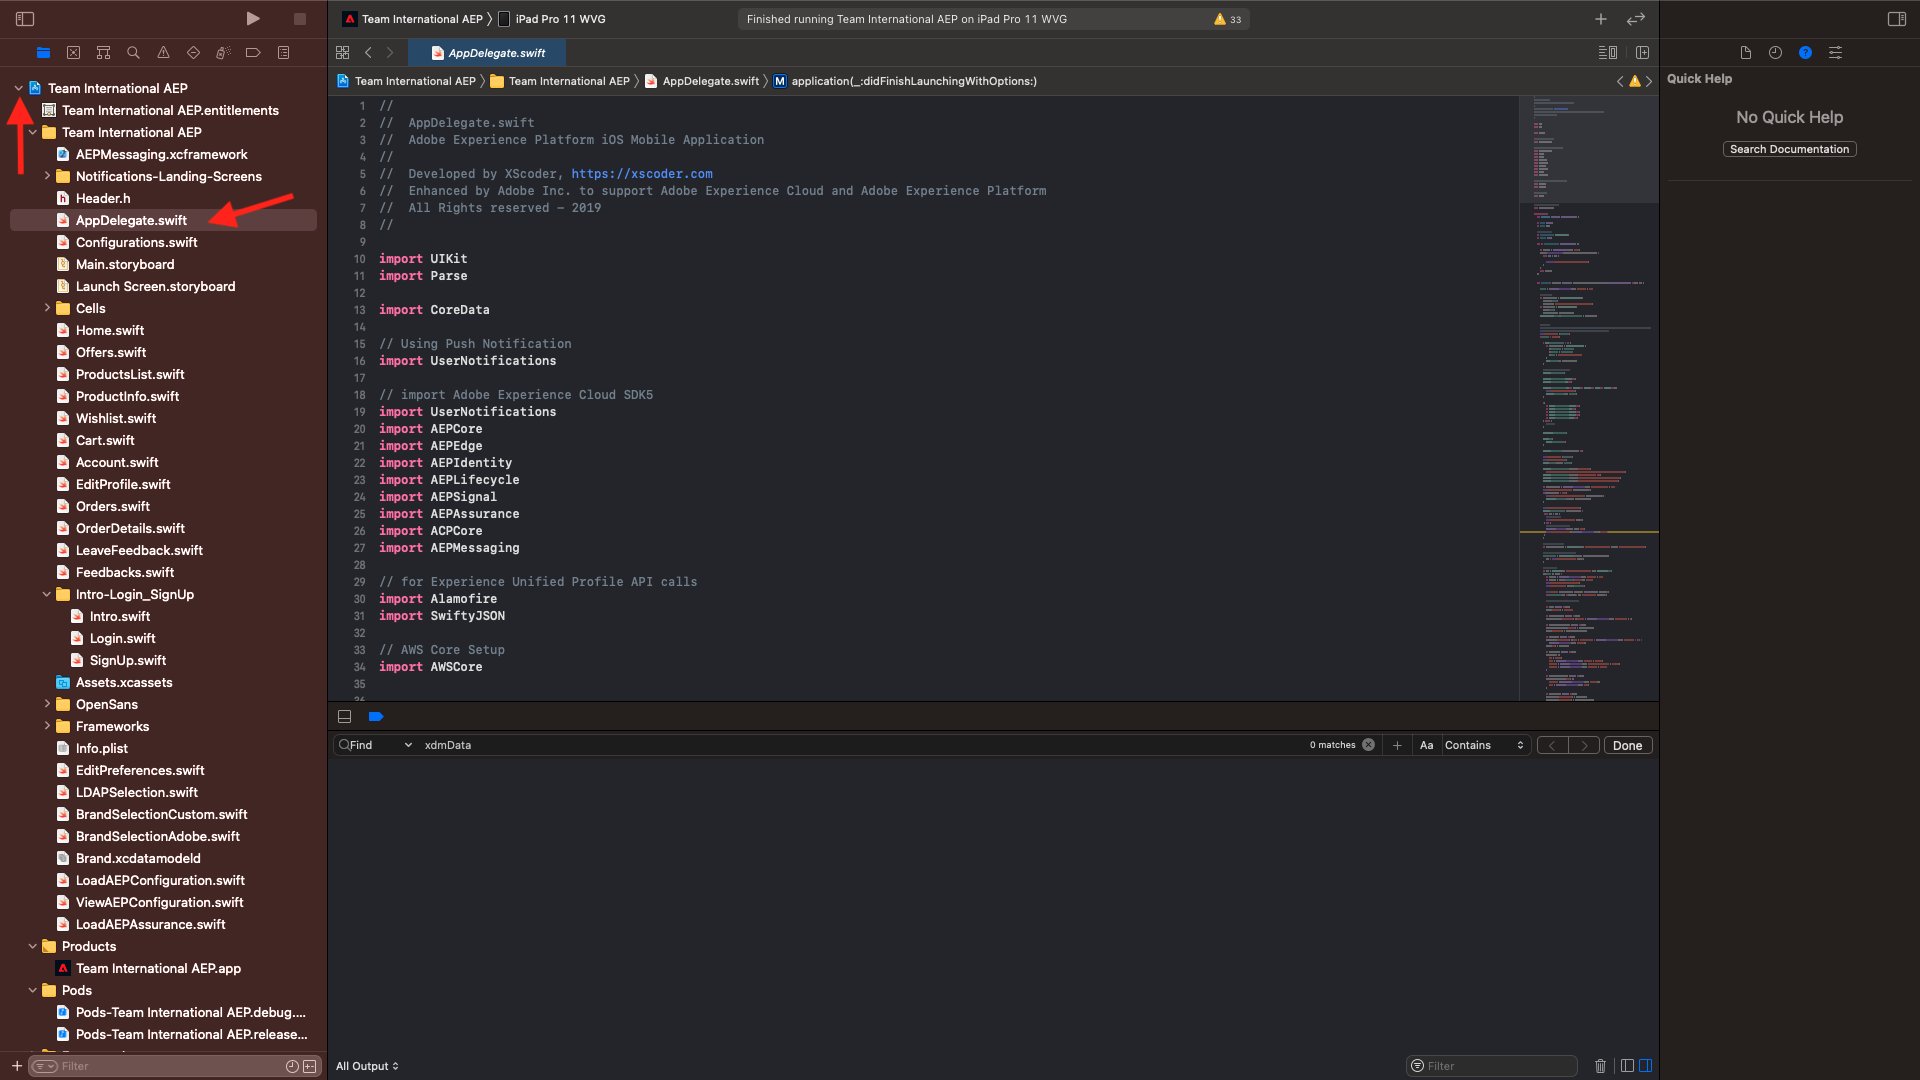 Team International AEP
iPad Pro 11 WVG
Finished running Team International AEP on iPad Pro 11 WVG
33
AppDelegate.swift
Team International AEP
Team International AEP
AppDelegate.swift
M
application(_:didFinishLaunchingWithOptions:)
Quick Help
No Quick Help
Search Documentation
Team International AEP
Team International AEP.entitlements
Team International AEP
AEPMessaging.xcframework
Notifications-Landing-Screens
h Header.h
AppDelegate.swift
Configurations.swift
Main.storyboard
Launch Screen.storyboard
Cells
Home.swift
Offers.swift
ProductsList.swift
ProductInfo.swift
Wishlist.swift
Cart.swift
Account.swift
EditProfile.swift
Orders.swift
OrderDetails.swift
LeaveFeedback.swift
Feedbacks.swift
Intro-Login_SignUp
Intro.swift
Login.swift
SignUp.swift
Assets.xcassets
OpenSans
Frameworks
Info.plist
EditPreferences.swift
LDAPSelection.swift
BrandSelectionCustom.swift
BrandSelectionAdobe.swift
Brand.xcdatamodeld
LoadAEPConfiguration.swift
ViewAEPConfiguration.swift
LoadAEPAssurance.swift
Products
Team International AEP.app
Pods
Pods-Team International AEP.debug....
Pods-Team International AEP.release...
Filter
1 //
2 //  AppDelegate.swift
3 //  Adobe Experience Platform iOS Mobile Application
4 //
5 //  Developed by XScoder, https://xscoder.com
6 //  Enhanced by Adobe Inc. to support Adobe Experience Cloud and Adobe Experience Platform
7 //  All Rights reserved - 2019
8 //
9
10 import UIKit
11 import Parse
12
13 import CoreData
14
15 // Using Push Notification
16 import UserNotifications
17
18 // import Adobe Experience Cloud SDK5
19 import UserNotifications
20 import AEPCore
21 import AEPEdge
22 import AEPIdentity
23 import AEPLifecycle
24 import AEPSignal
25 import AEPAssurance
26 import ACPCore
27 import AEPMessaging
28
29 // for Experience Unified Profile API calls
30 import Alamofire
31 import SwiftyJSON
32
33 // AWS Core Setup
34 import AWSCore
35
Find
xdmData
0 matches
Aa
Contains
Done
All Output
Filter